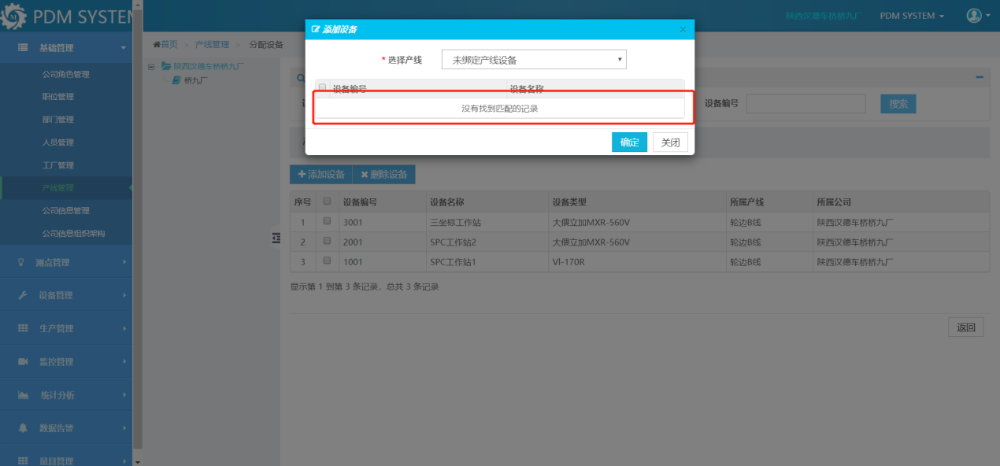 PDM SYSTEM
陕西汉德车桥桥九厂
PDM SYSTEM
基础管理
公司角色管理
职位管理
部门管理
人员管理
工厂管理
产线管理
公司信息管理
公司信息组织架构
测点管理
设备管理
生产管理
监控管理
统计分析
数据告警
量具管理
首页 > 产线管理 > 分配设备
陕西汉德车桥桥九厂
桥九厂
添加设备
×
* 选择产线 未绑定产线设备
设备编号 设备名称
没有找到匹配的记录
确定 关闭
设备编号 搜索
添加设备 删除设备
序号 设备编号 设备名称 设备类型 所属产线 所属公司
1 3001 三坐标工作站 大偎立加MXR-560V 轮边B线 陕西汉德车桥桥九厂
2 2001 SPC工作站2 大偎立加MXR-560V 轮边B线 陕西汉德车桥桥九厂
3 1001 SPC工作站1 VI-170R 轮边B线 陕西汉德车桥桥九厂
显示第 1 到第 3 条记录，总共 3 条记录
返回